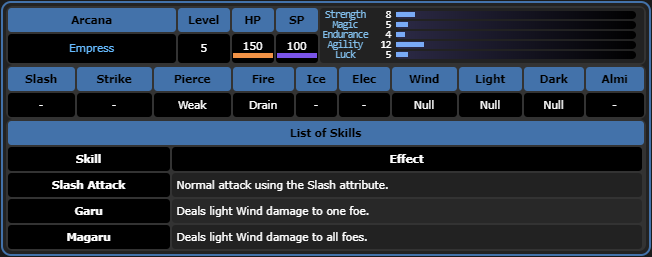 Arcana Level HP SP
Empress 5 150 100
Strength 8
Magic 5
Endurance 4
Agility 12
Luck 5
Slash Strike Pierce Fire Ice Elec Wind Light Dark Almi
- - Weak Drain - - Null Null Null -
List of Skills
Skill Effect
Slash Attack Normal attack using the Slash attribute.
Garu Deals light Wind damage to one foe.
Magaru Deals light Wind damage to all foes.